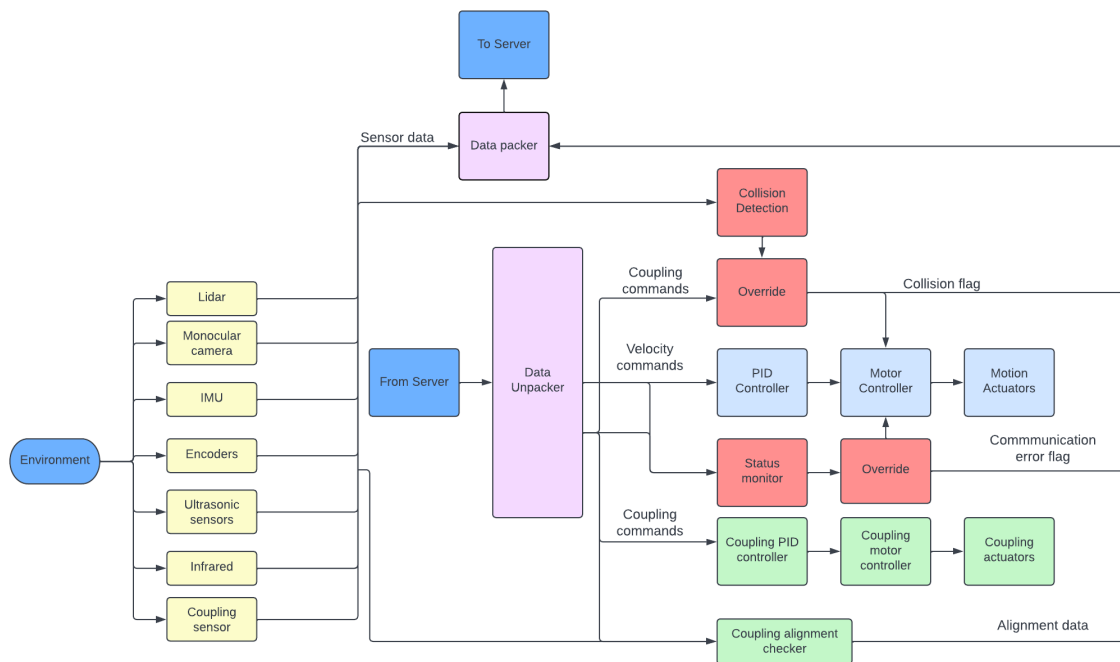 To Server
Sensor data
Data packer
Collision
Detection
Coupling
commands
Override
Collision flag
Lidar
Monocular
camera
Velocity
commands
From Server
Data
Unpacker
PID
Controller
Motor
Controller
Motion
Actuators
IMU
Environment
Encoders
Status
monitor
Override
Commmunication
error flag
Ultrasonic
sensors
Coupling
commands
Coupling PID
controller
Coupling
motor
controller
Coupling
actuators
Infrared
Coupling
sensor
Coupling alignment
checker
Alignment data